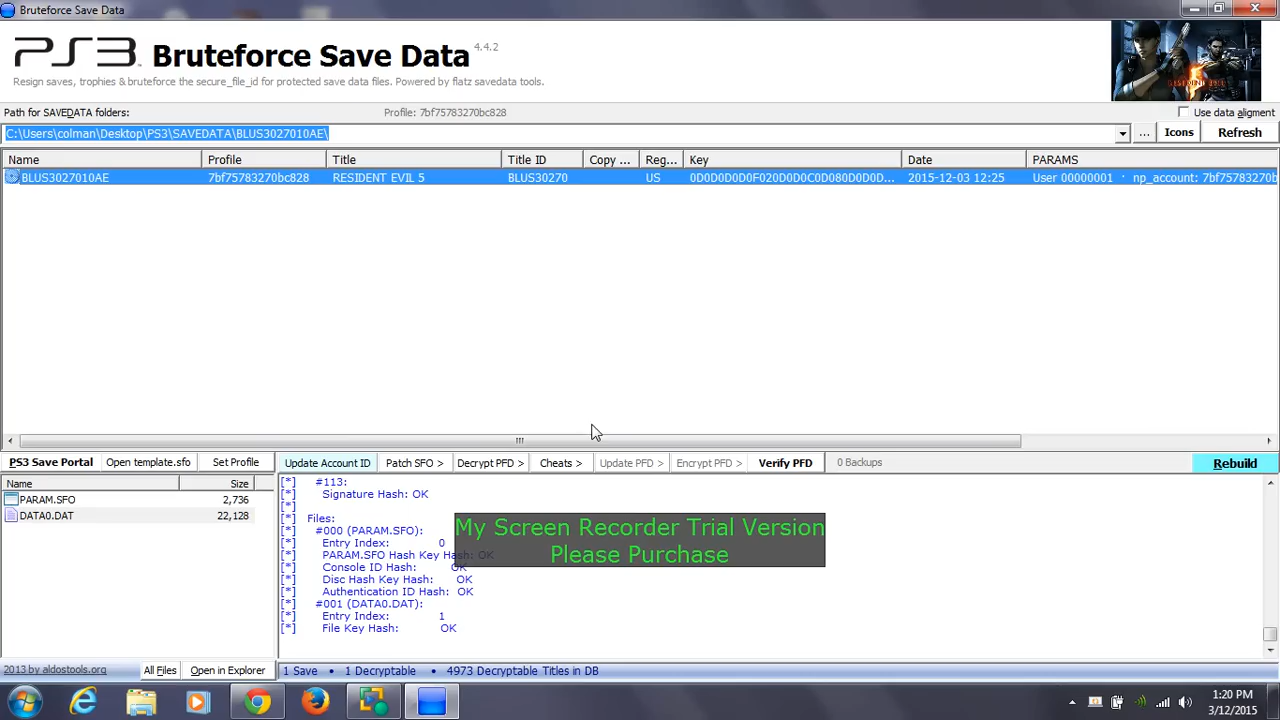 Bruteforce Save Data
PS3 Bruteforce Save Data 4.4.2
Resign saves, trophies & bruteforce the secure_file_id for protected save data files. Powered by flatz savedata tools.
Path for SAVEDATA folders: Profile: 7bf75783270bc828 Use data aligment
C:\Users\colman\Desktop\PS3\SAVEDATA\BLUS3027010AE\ ... Icons Refresh
Name Profile Title Title ID Copy ... Reg... Key Date PARAMS
BLUS3027010AE 7bf75783270bc828 RESIDENT EVIL 5 BLUS30270 US 0D0D0D0D0F020D0D0C0D080D0D0D... 2015-12-03 12:25 User 00000001 · np_account: 7bf75783270b
PS3 Save Portal Open template.sfo Set Profile Update Account ID Patch SFO > Decrypt PFD > Cheats > Update PFD > Encrypt PFD > Verify PFD 0 Backups Rebuild
Name Size
PARAM.SFO 2,736
DATA0.DAT 22,128
[*] #113:
[*] Signature Hash: OK
[*]
[*] Files:
[*] #000 (PARAM.SFO):
[*] Entry Index: 0
[*] PARAM.SFO Hash Key Hash: OK
[*] Console ID Hash: OK
[*] Disc Hash Key Hash: OK
[*] Authentication ID Hash: OK
[*] #001 (DATA0.DAT):
[*] Entry Index: 1
[*] File Key Hash: OK
My Screen Recorder Trial Version
Please Purchase
2013 by aldostools.org All Files Open in Explorer 1 Save • 1 Decryptable • 4973 Decryptable Titles in DB
1:20 PM
3/12/2015